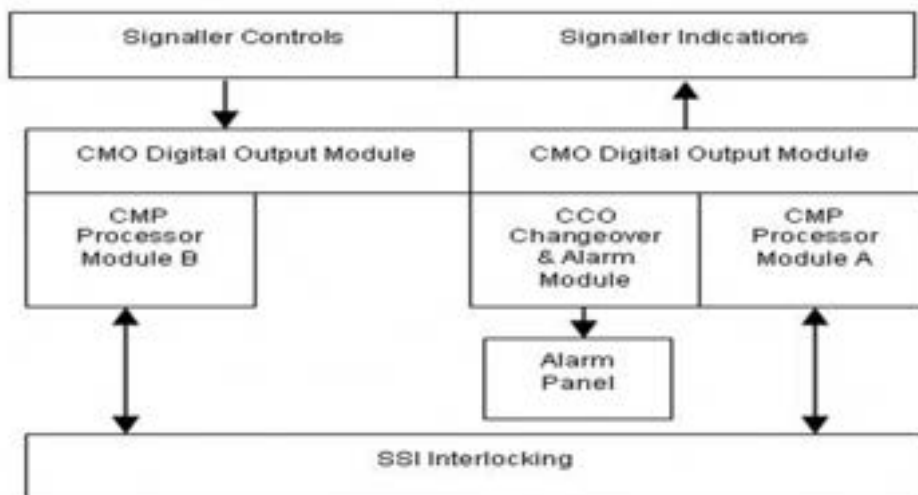 Signaller Controls
Signaller Indications
CMO Digital Output Module
CMO Digital Output Module
CMP
Processor
Module B
CCO
Changeover
& Alarm
Module
CMP
Processor
Module A
Alarm
Panel
SSI Interlocking